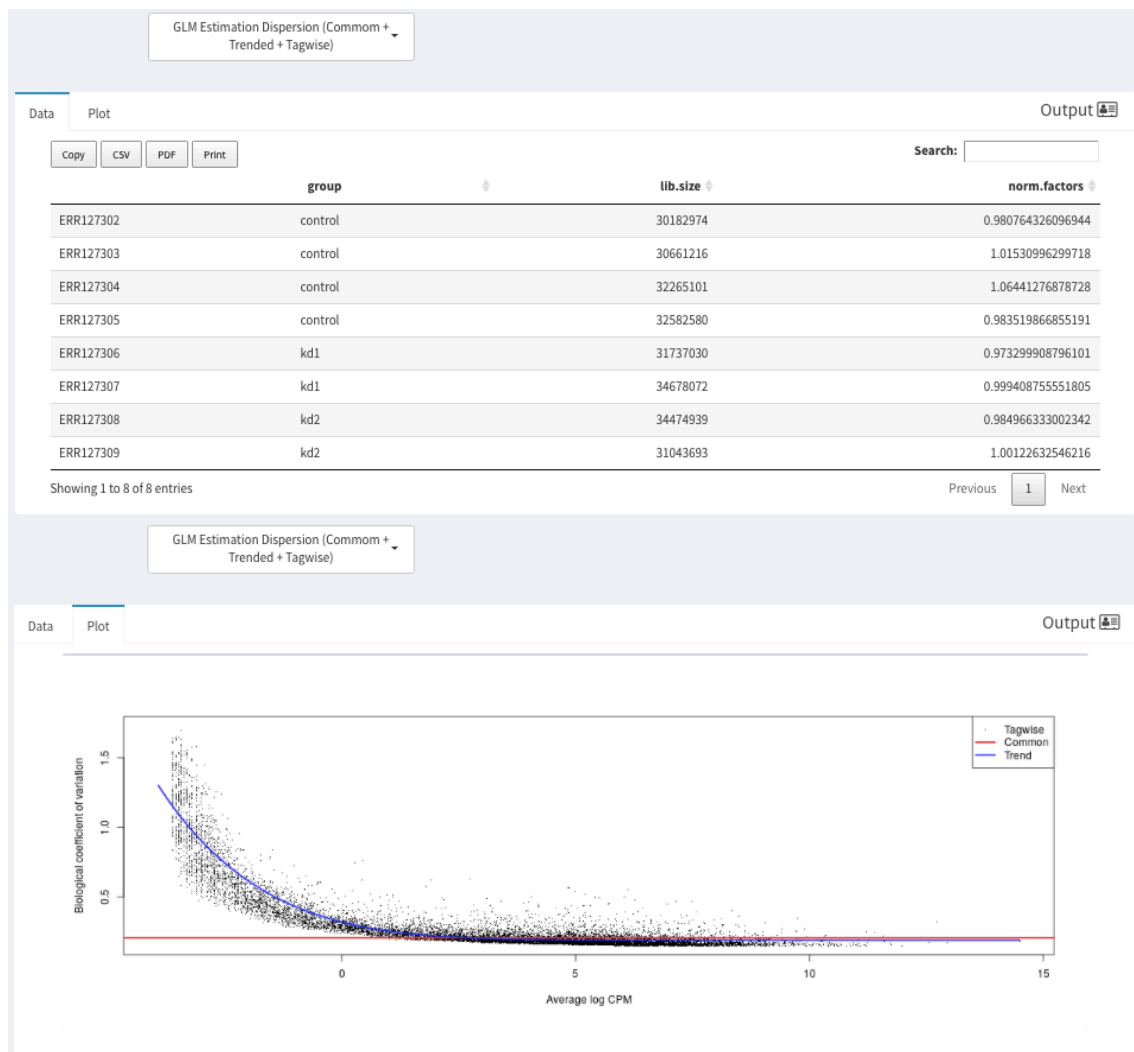 GLM Estimation Dispersion (Commom +
Trended + Tagwise)
Data Plot Output
Copy CSV PDF Print Search:
group lib.size norm.factors
ERR127302 control 30182974 0.980764326096944
ERR127303 control 30661216 1.01530996299718
ERR127304 control 32265101 1.06441276878728
ERR127305 control 32582580 0.983519866855191
ERR127306 kd1 31737030 0.973299908796101
ERR127307 kd1 34678072 0.999408755551805
ERR127308 kd2 34474939 0.984966333002342
ERR127309 kd2 31043693 1.00122632546216
Showing 1 to 8 of 8 entries Previous 1 Next
GLM Estimation Dispersion (Commom +
Trended + Tagwise)
Data Plot Output
Tagwise
Common
Trend
Biological coefficient of variation
1.5
1.0
0.5
0 5 10 15
Average log CPM